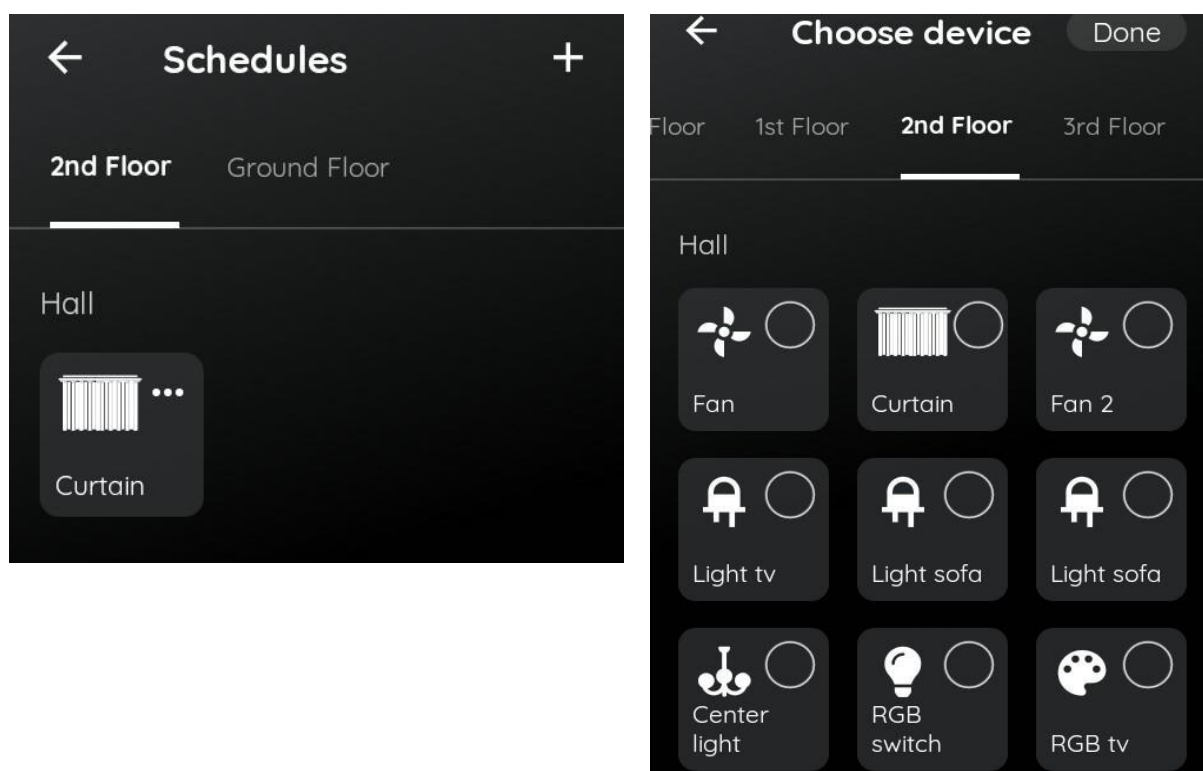 Schedules
2nd Floor Ground Floor
Hall
Curtain
Choose device Done
Floor 1st Floor 2nd Floor 3rd Floor
Hall
Fan Curtain Fan 2
Light tv Light sofa Light sofa
Center light RGB switch RGB tv